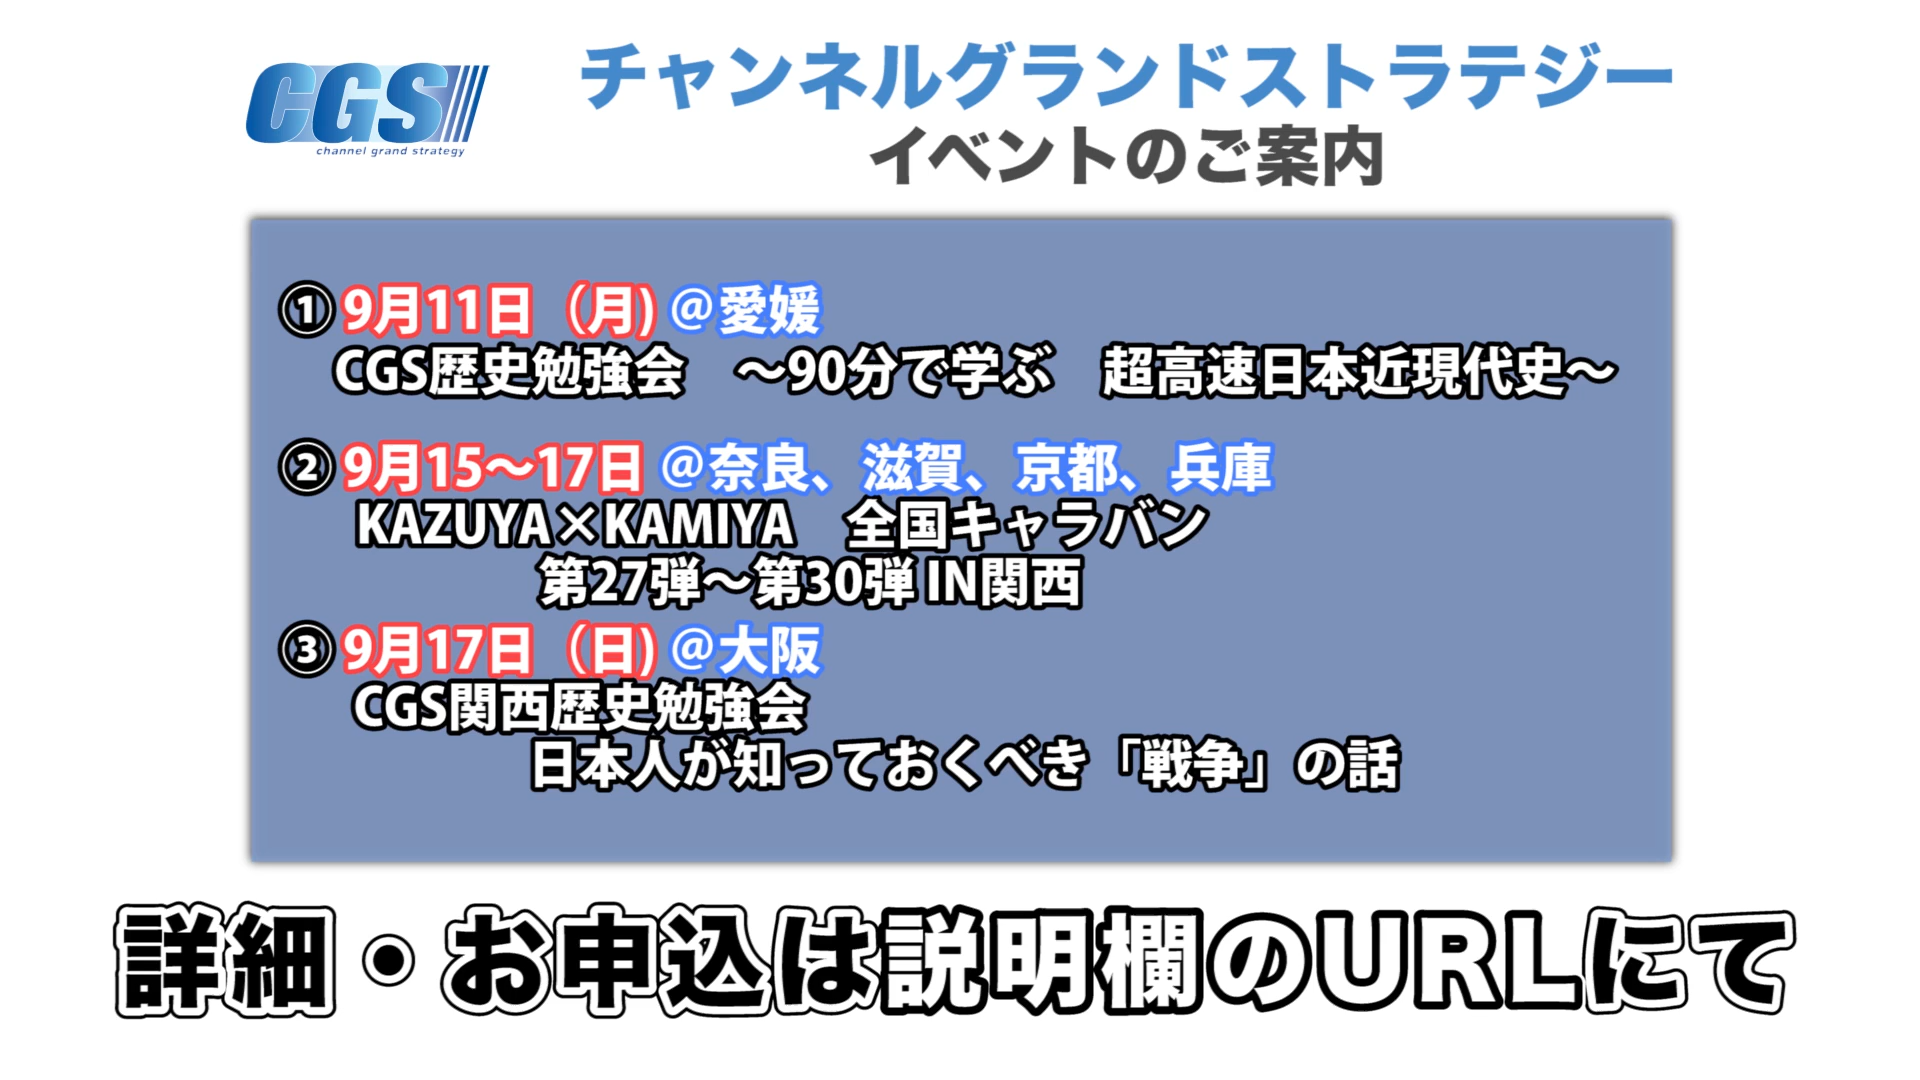 CGS
channel grand strategy
チャンネルグランドストラテジー
イベントのご案内
① 9月11日（月) @愛媛
CGS歴史勉強会　～90分で学ぶ　超高速日本近現代史～
② 9月15～17日 @奈良、滋賀、京都、兵庫
KAZUYA×KAMIYA　全国キャラバン
第27弾～第30弾 IN関西
③ 9月17日（日) @大阪
CGS関西歴史勉強会
日本人が知っておくべき「戦争」の話
詳細・お申込は説明欄のURLにて